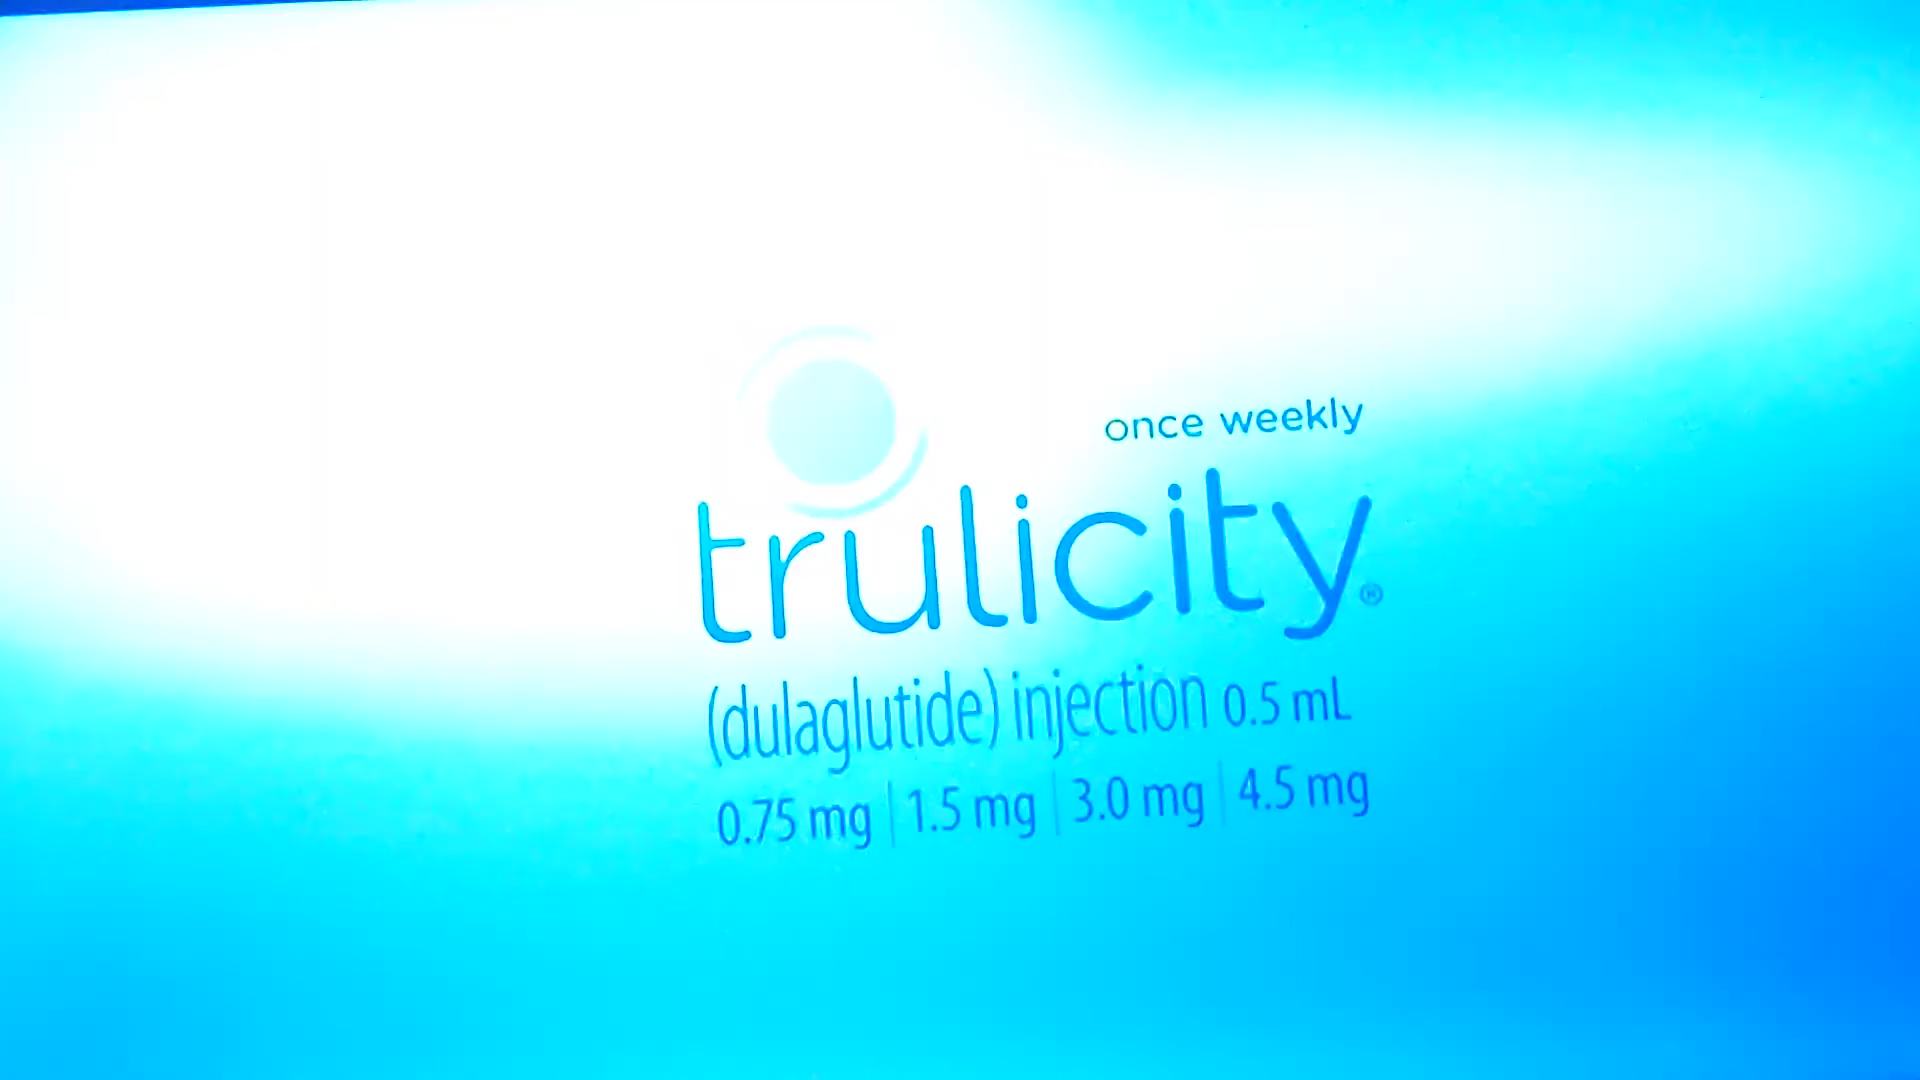 once weekly
trulicity®
(dulaglutide) injection 0.5 mL
0.75 mg | 1.5 mg | 3.0 mg | 4.5 mg